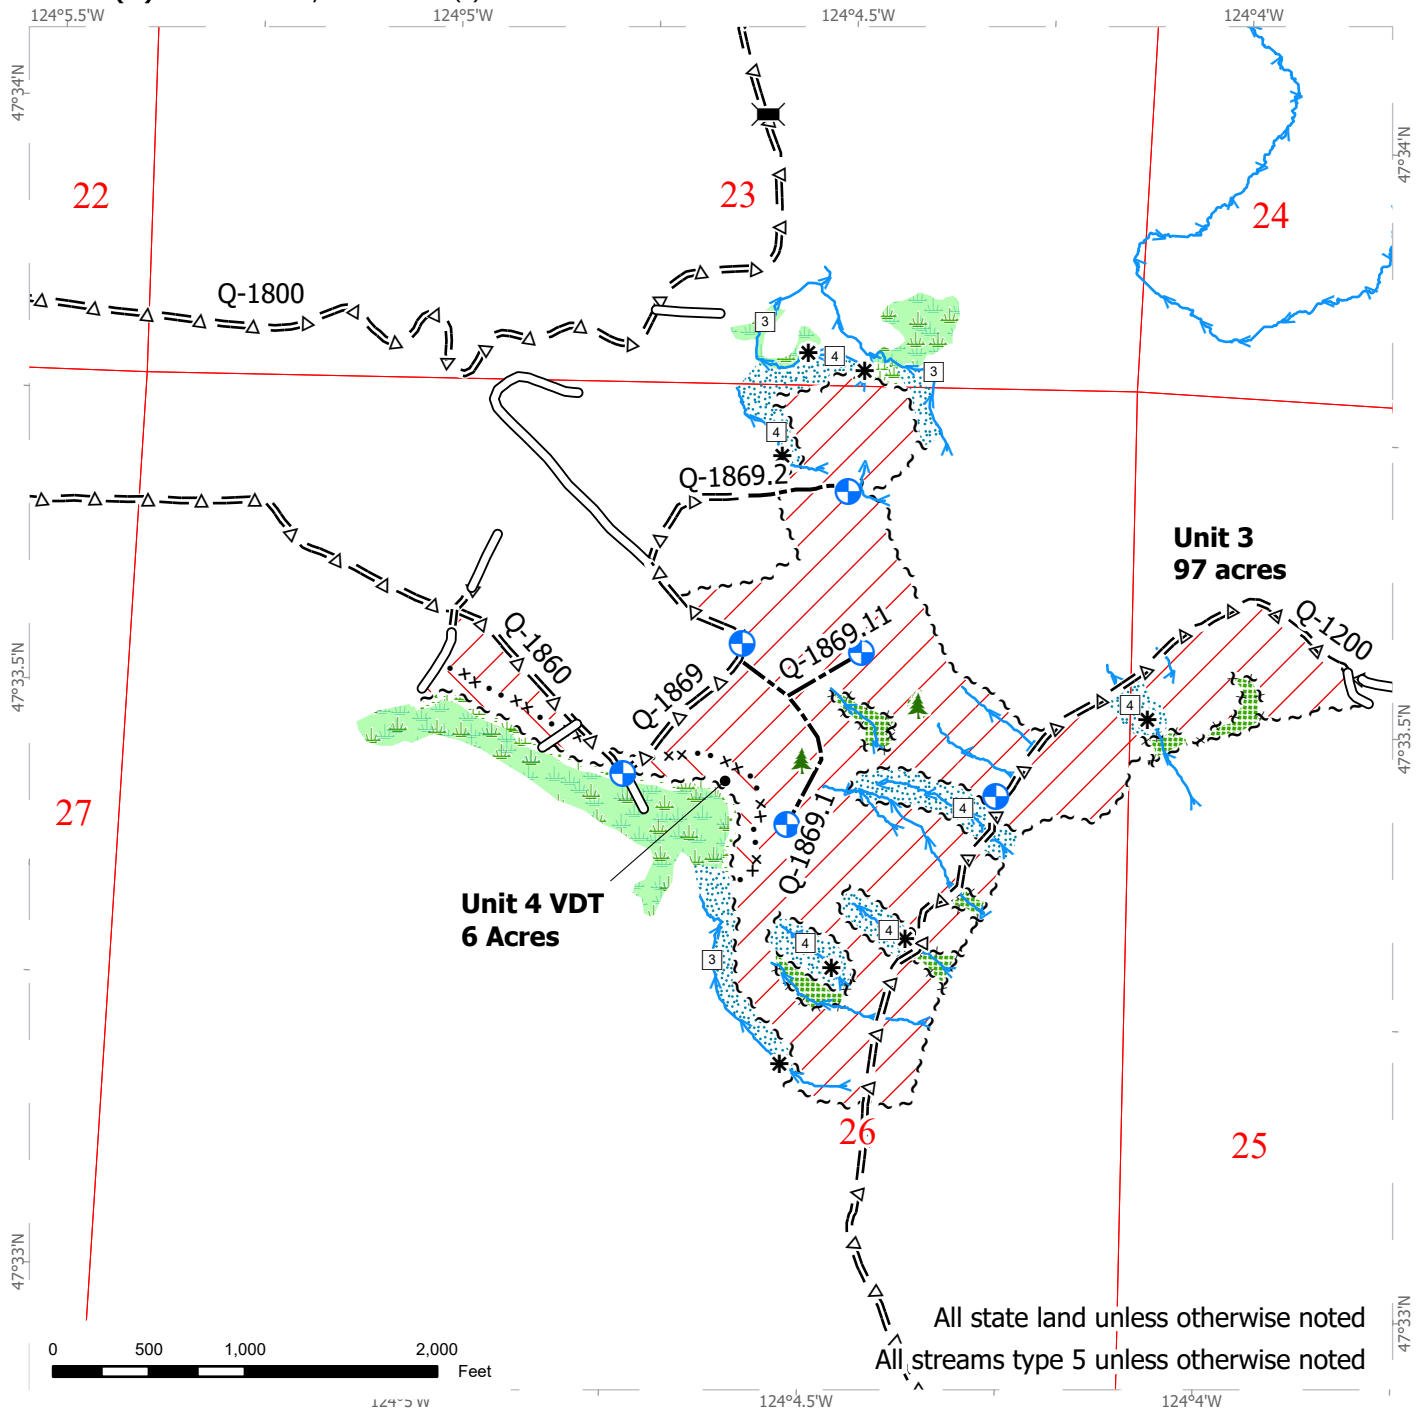 124°5.5'W
124°5'W
124°4.5'W
124°4'W
47°34'N
47°34'N
22
23
24
Q-1800
3
4
3
4
Q-1869.2
Unit 3
97 acres
Q-1200
Q-1860
Q-1869.11
Q-1869
47°33.5'N
47°33.5'N
4
27
4
Q-1869.1
Unit 4 VDT
6 Acres
4
4
3
26
25
47°33'N
47°33'N
All state land unless otherwise noted
All streams type 5 unless otherwise noted
0 500 1,000 2,000
Feet
124°5'W
124°4.5'W
124°4'W